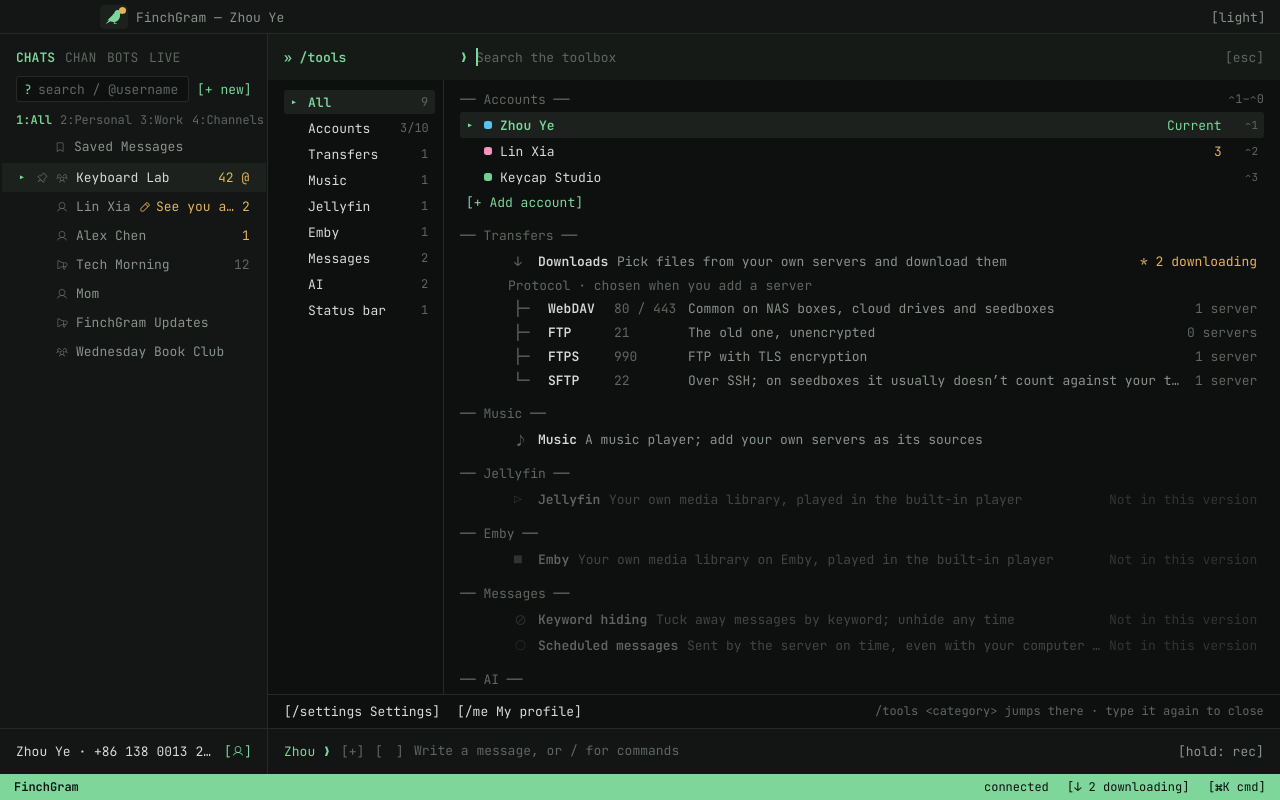 FinchGram — Zhou Ye
[light]
CHATS CHAN BOTS LIVE
? search / @username [+ new]
1:All 2:Personal 3:Work 4:Channels
Saved Messages
Keyboard Lab 42 @
Lin Xia See you a… 2
Alex Chen 1
Tech Morning 12
Mom
FinchGram Updates
Wednesday Book Club
Zhou Ye · +86 138 0013 2…
» /tools
❯ Search the toolbox [esc]
▸ All 9
Accounts 3/10
Transfers 1
Music 1
Jellyfin 1
Emby 1
Messages 2
AI 2
Status bar 1
── Accounts ── ^1–^0
▸ Zhou Ye Current ^1
Lin Xia 3 ^2
Keycap Studio ^3
[+ Add account]
── Transfers ──
↓ Downloads Pick files from your own servers and download them * 2 downloading
Protocol · chosen when you add a server
├─ WebDAV 80 / 443 Common on NAS boxes, cloud drives and seedboxes 1 server
├─ FTP 21 The old one, unencrypted 0 servers
├─ FTPS 990 FTP with TLS encryption 1 server
└─ SFTP 22 Over SSH; on seedboxes it usually doesn’t count against your t… 1 server
── Music ──
♪ Music A music player; add your own servers as its sources
── Jellyfin ──
▷ Jellyfin Your own media library, played in the built-in player Not in this version
── Emby ──
■ Emby Your own media library on Emby, played in the built-in player Not in this version
── Messages ──
Keyword hiding Tuck away messages by keyword; unhide any time Not in this version
Scheduled messages Sent by the server on time, even with your computer … Not in this version
── AI ──
[/settings Settings] [/me My profile] /tools <category> jumps there · type it again to close
Zhou ❯ [+] [ ] Write a message, or / for commands [hold: rec]
FinchGram connected [↓ 2 downloading] [⌘K cmd]